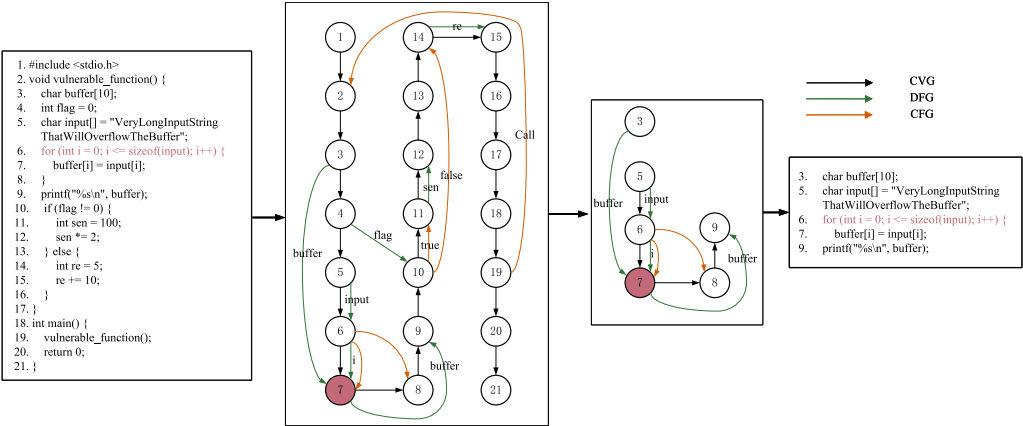 1. #include <stdio.h>
2. void vulnerable_function() {
3. char buffer[10];
4. int flag = 0;
5. char input[] = "VeryLongInputString
ThatWillOverflowTheBuffer";
6. for (int i = 0; i <= sizeof(input); i++) {
7. buffer[i] = input[i];
8. }
9. printf("%s\n", buffer);
10. if (flag != 0) {
11. int sen = 100;
12. sen *= 2;
13. } else {
14. int re = 5;
15. re += 10;
16. }
17. }
18. int main() {
19. vulnerable_function();
20. return 0;
21. }
1
2
3
4
5
6
7
8
9
10
11
12
13
14
15
16
17
18
19
20
21
re
Call
false
sen
true
flag
buffer
input
i
buffer
3
5
6
7
8
9
buffer
input
i
buffer
CVG
DFG
CFG
3. char buffer[10];
5. char input[] = "VeryLongInputString
ThatWillOverflowTheBuffer";
6. for (int i = 0; i <= sizeof(input); i++) {
7. buffer[i] = input[i];
9. printf("%s\n", buffer);